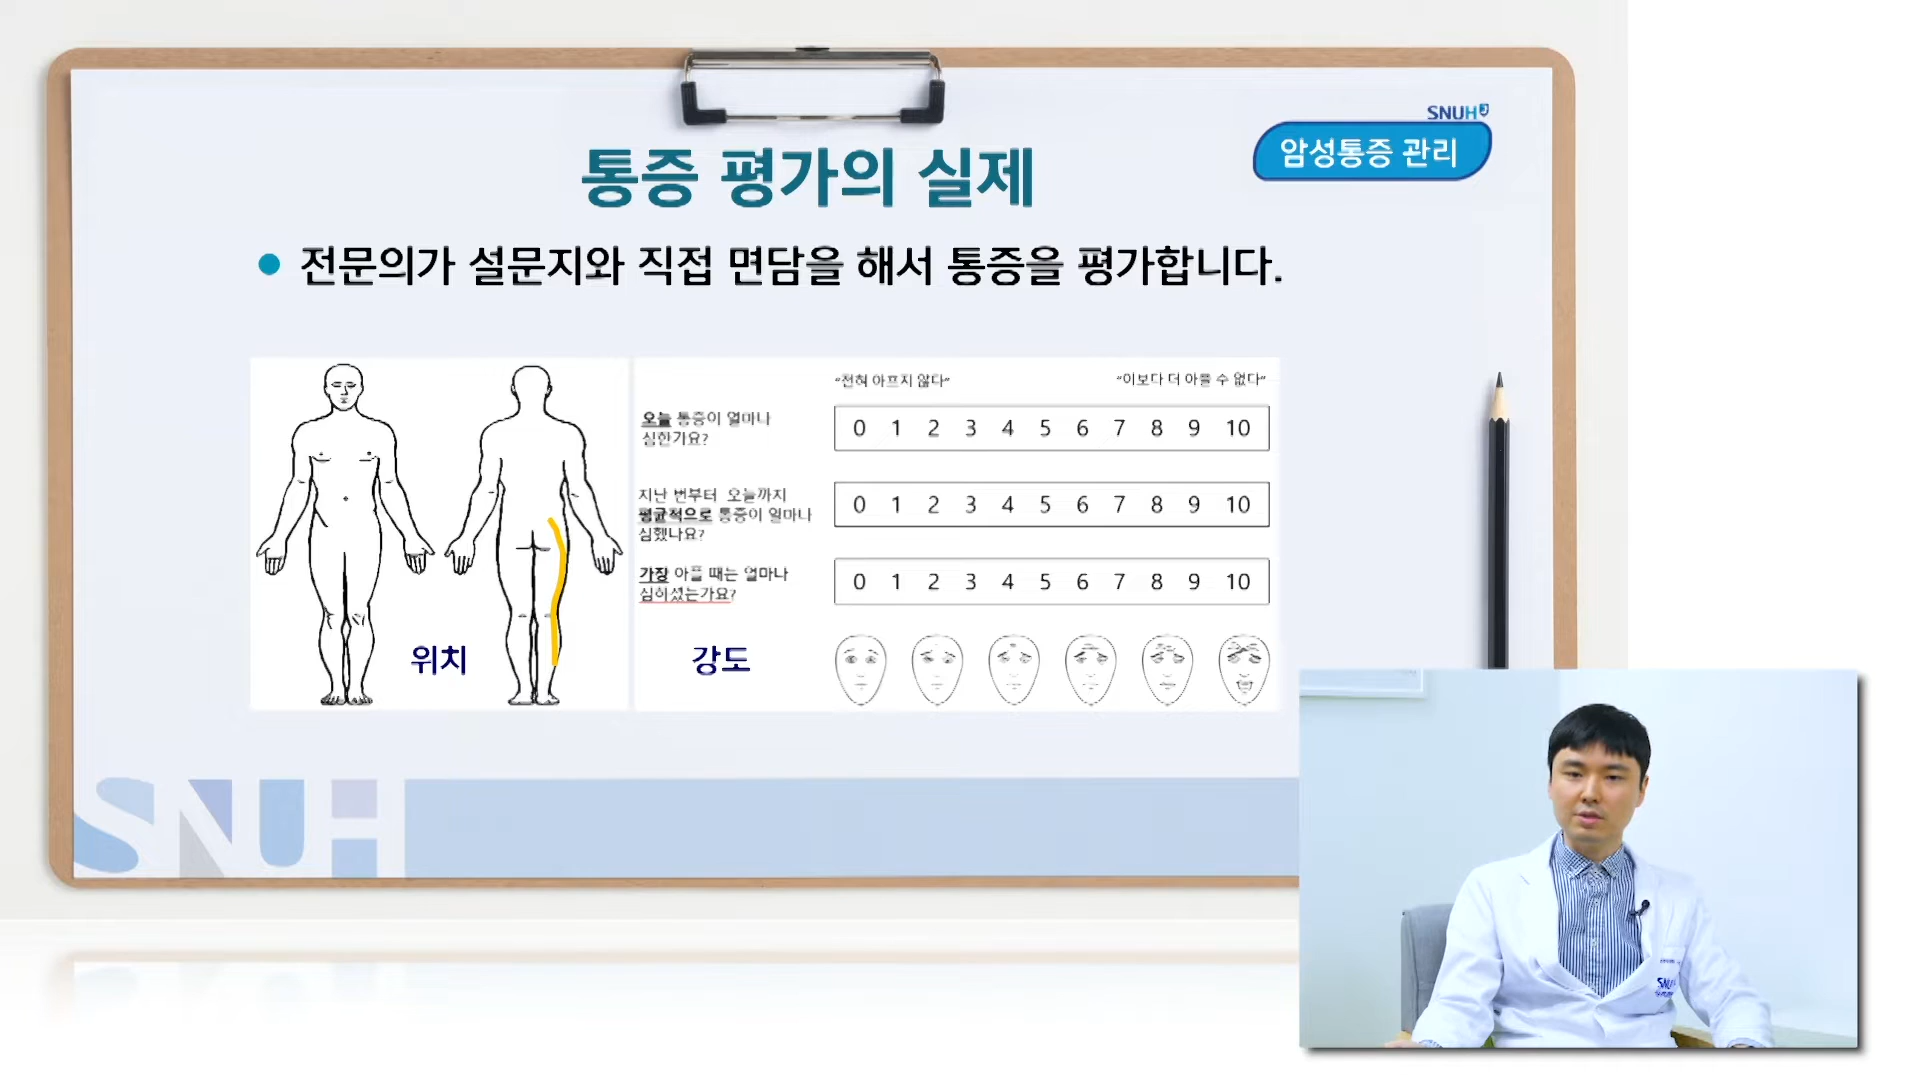 SNUH
암성통증 관리
통증 평가의 실제
전문의가 설문지와 직접 면담을 해서 통증을 평가합니다.
"전혀 아프지 않다"
"이보다 더 아플 수 없다"
오늘 통증이 얼마나
심한가요?
0 1 2 3 4 5 6 7 8 9 10
지난 번부터 오늘까지
평균적으로 통증이 얼마나
심했나요?
0 1 2 3 4 5 6 7 8 9 10
가장 아플 때는 얼마나
심하셨는가요?
0 1 2 3 4 5 6 7 8 9 10
위치
강도
SNUH
SNU